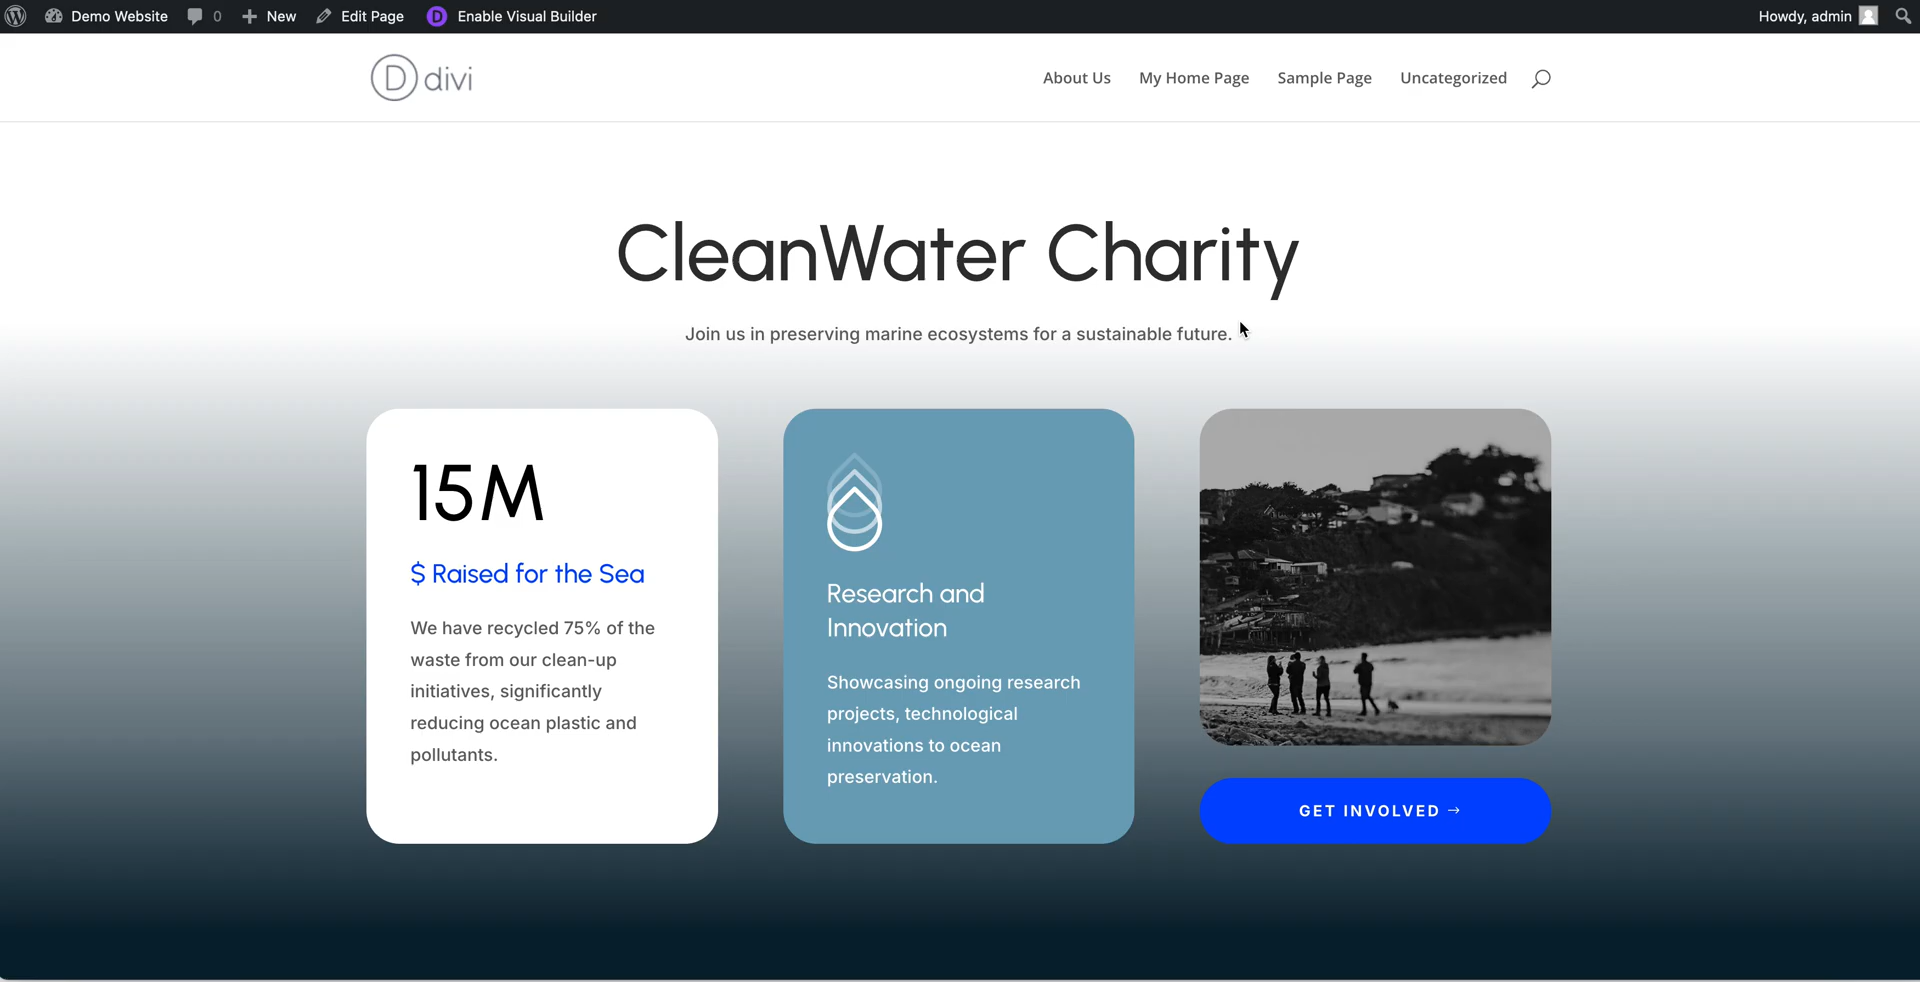 Demo Website 0 New Edit Page D Enable Visual Builder Howdy, admin
D divi About Us My Home Page Sample Page Uncategorized
CleanWater Charity
Join us in preserving marine ecosystems for a sustainable future.
15M
$ Raised for the Sea
We have recycled 75% of the
waste from our clean-up
initiatives, significantly
reducing ocean plastic and
pollutants.
Research and
Innovation
Showcasing ongoing research
projects, technological
innovations to ocean
preservation.
GET INVOLVED →